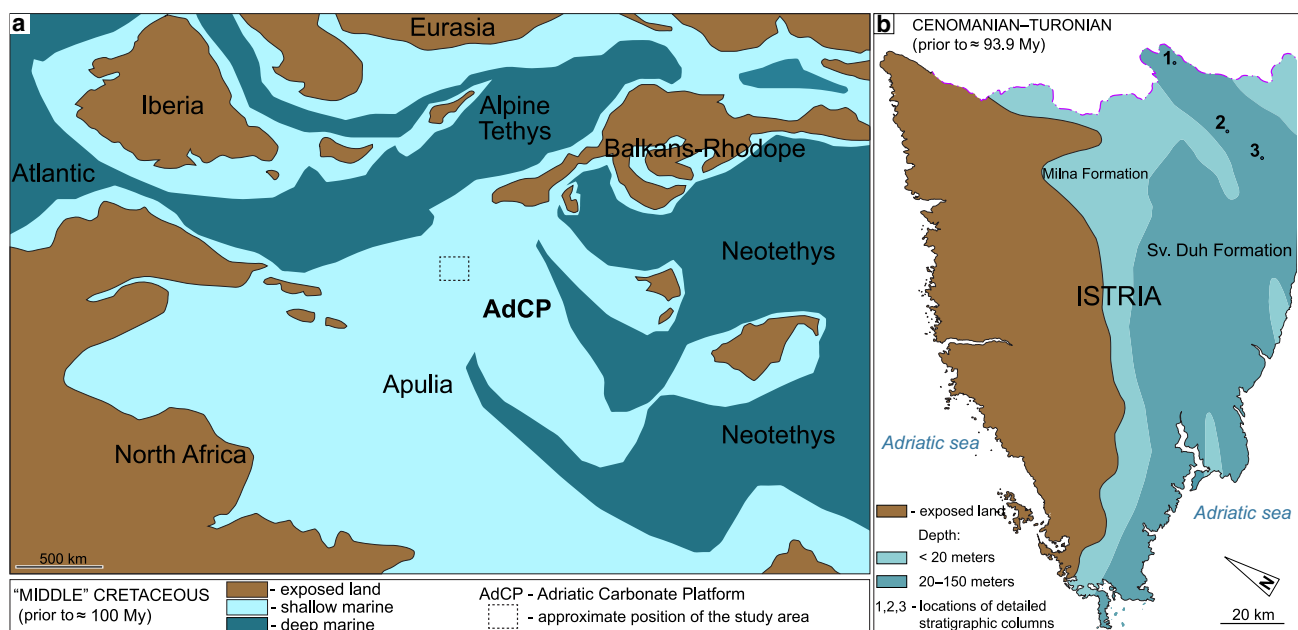 a
Eurasia
Iberia
Alpine
Tethys
Balkans-Rhodope
Atlantic
Neotethys
AdCP
Apulia
Neotethys
North Africa
500 km
"MIDDLE" CRETACEOUS
(prior to ≈ 100 My)
- exposed land
- shallow marine
- deep marine
AdCP - Adriatic Carbonate Platform
- approximate position of the study area
b
CENOMANIAN–TURONIAN
(prior to ≈ 93.9 My)
1
2
3
Milna Formation
Sv. Duh Formation
ISTRIA
Adriatic sea
Adriatic sea
- exposed land
Depth:
< 20 meters
20–150 meters
1,2,3 - locations of detailed
stratigraphic columns
N
20 km